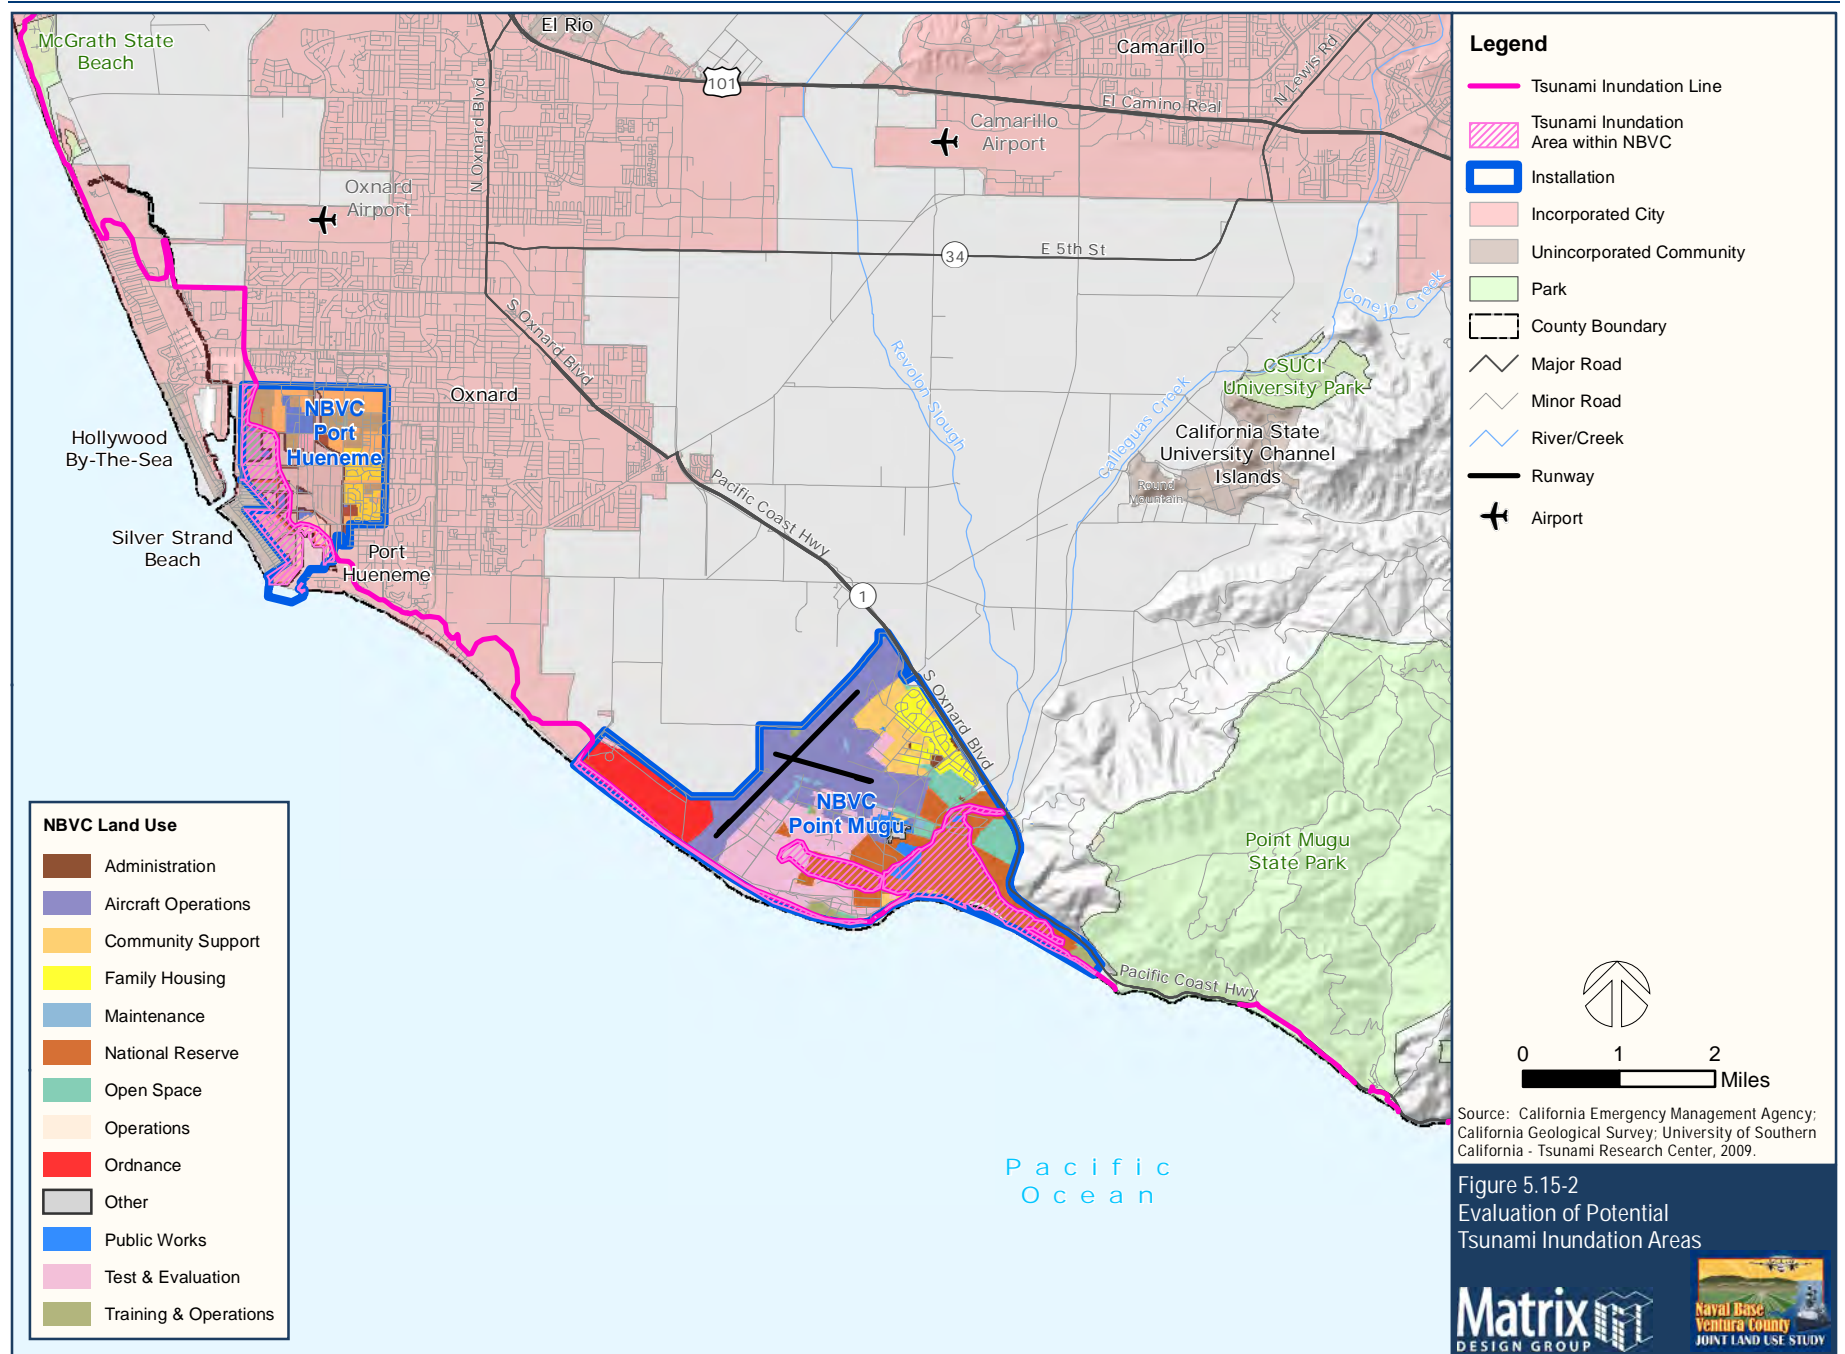 McGrath State
Beach
El Rio
Camarillo
N Lewis Rd
101
El Camino Real
Camarillo
Airport
N Oxnard Blvd
Oxnard
Airport
34
E 5th St
Conejo Creek
S Oxnard Blvd
Revolon Slough
CSUCI
University Park
Calleguas Creek
Oxnard
NBVC
Port
Hueneme
Hollywood
By-The-Sea
California State
University Channel
Islands
Round
Mountain
Pacific Coast Hwy
Silver Strand
Beach
Port
Hueneme
1
S Oxnard Blvd
NBVC
Point Mugu
Point Mugu
State Park
Pacific Coast Hwy
Pacific
Ocean
NBVC Land Use
Administration
Aircraft Operations
Community Support
Family Housing
Maintenance
National Reserve
Open Space
Operations
Ordnance
Other
Public Works
Test & Evaluation
Training & Operations
Legend
Tsunami Inundation Line
Tsunami Inundation
Area within NBVC
Installation
Incorporated City
Unincorporated Community
Park
County Boundary
Major Road
Minor Road
River/Creek
Runway
Airport
0 1 2
Miles
Source: California Emergency Management Agency;
California Geological Survey; University of Southern
California - Tsunami Research Center, 2009.
Figure 5.15-2
Evaluation of Potential
Tsunami Inundation Areas
Matrix
DESIGN GROUP
Naval Base
Ventura County
JOINT LAND USE STUDY